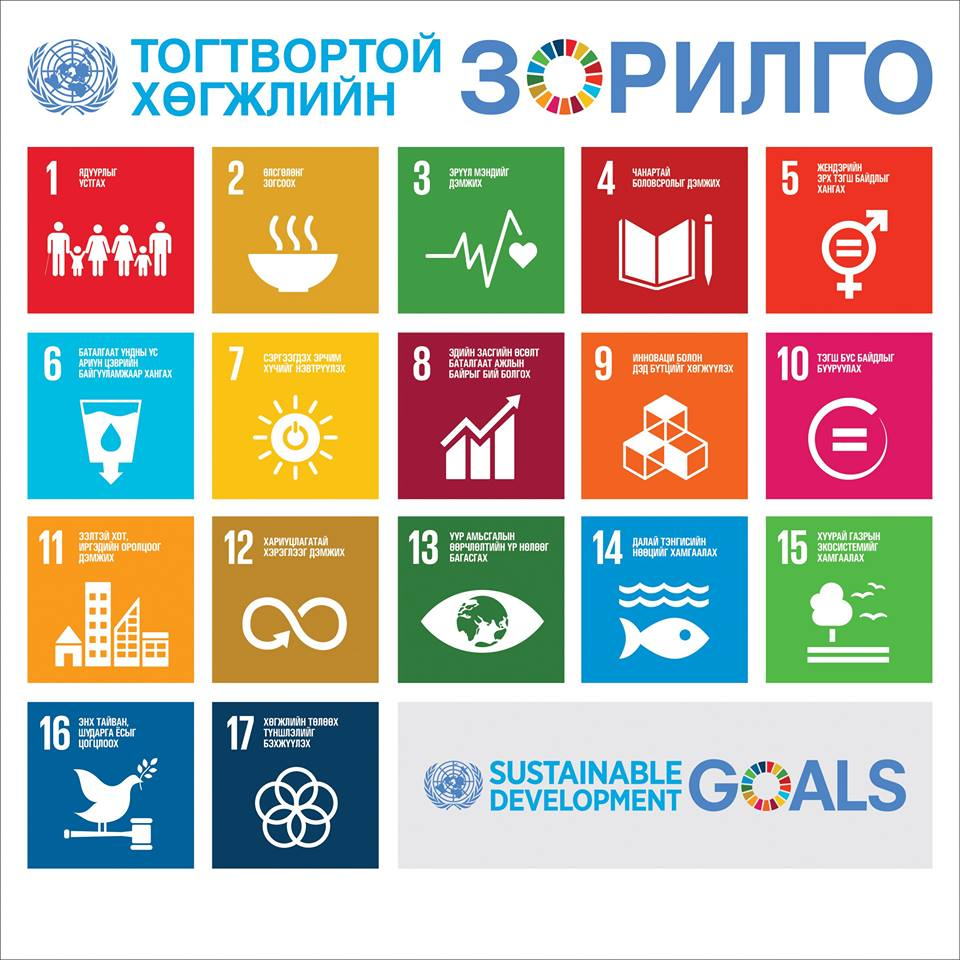 ТОГТВОРТОЙ
ХӨГЖЛИЙН
ЗОРИЛГО
1 ЯДУУРЛЫГ
УСТГАХ
2 ӨЛСГӨЛӨНГ
ЗОГСООХ
3 ЭРҮҮЛ МЭНДИЙГ
ДЭМЖИХ
4 ЧАНАРТАЙ
БОЛОВСРОЛЫГ ДЭМЖИХ
5 ЖЕНДЭРИЙН
ЭРХ ТЭГШ БАЙДЛЫГ
ХАНГАХ
6 БАТАЛГААТ УНДНЫ УС
АРИУН ЦЭВРИЙН
БАЙГУУЛАМЖААР ХАНГАХ
7 СЭРГЭЭГДЭХ ЭРЧИМ
ХҮЧИЙГ НЭВТРҮҮЛЭХ
8 ЭДИЙН ЗАСГИЙН ӨСӨЛТ
БАТАЛГААТ АЖЛЫН
БАЙРЫГ БИЙ БОЛГОХ
9 ИННОВАЦИ БОЛОН
ДЭД БҮТЦИЙГ ХӨГЖҮҮЛЭХ
10 ТЭГШ БУС БАЙДЛЫГ
БУУРУУЛАХ
11 ЭЭЛТЭЙ ХОТ,
ИРГЭДИЙН ОРОЛЦООГ
ДЭМЖИХ
12 ХАРИУЦЛАГАТАЙ
ХЭРЭГЛЭЭГ ДЭМЖИХ
13 УУР АМЬСГАЛЫН
ӨӨРЧЛӨЛТИЙН ҮР НӨЛӨӨГ
БАГАСГАХ
14 ДАЛАЙ ТЭНГИСИЙН
НӨӨЦИЙГ ХАМГААЛАХ
15 ХУУРАЙ ГАЗРЫН
ЭКОСИСТЕМИЙГ
ХАМГААЛАХ
16 ЭНХ ТАЙВАН,
ШУДАРГА ЁСЫГ
ЦОГЦЛООХ
17 ХӨГЖЛИЙН ТӨЛӨӨХ
ТҮНШЛЭЛИЙГ
БЭХЖҮҮЛЭХ
SUSTAINABLE
DEVELOPMENT
GOALS